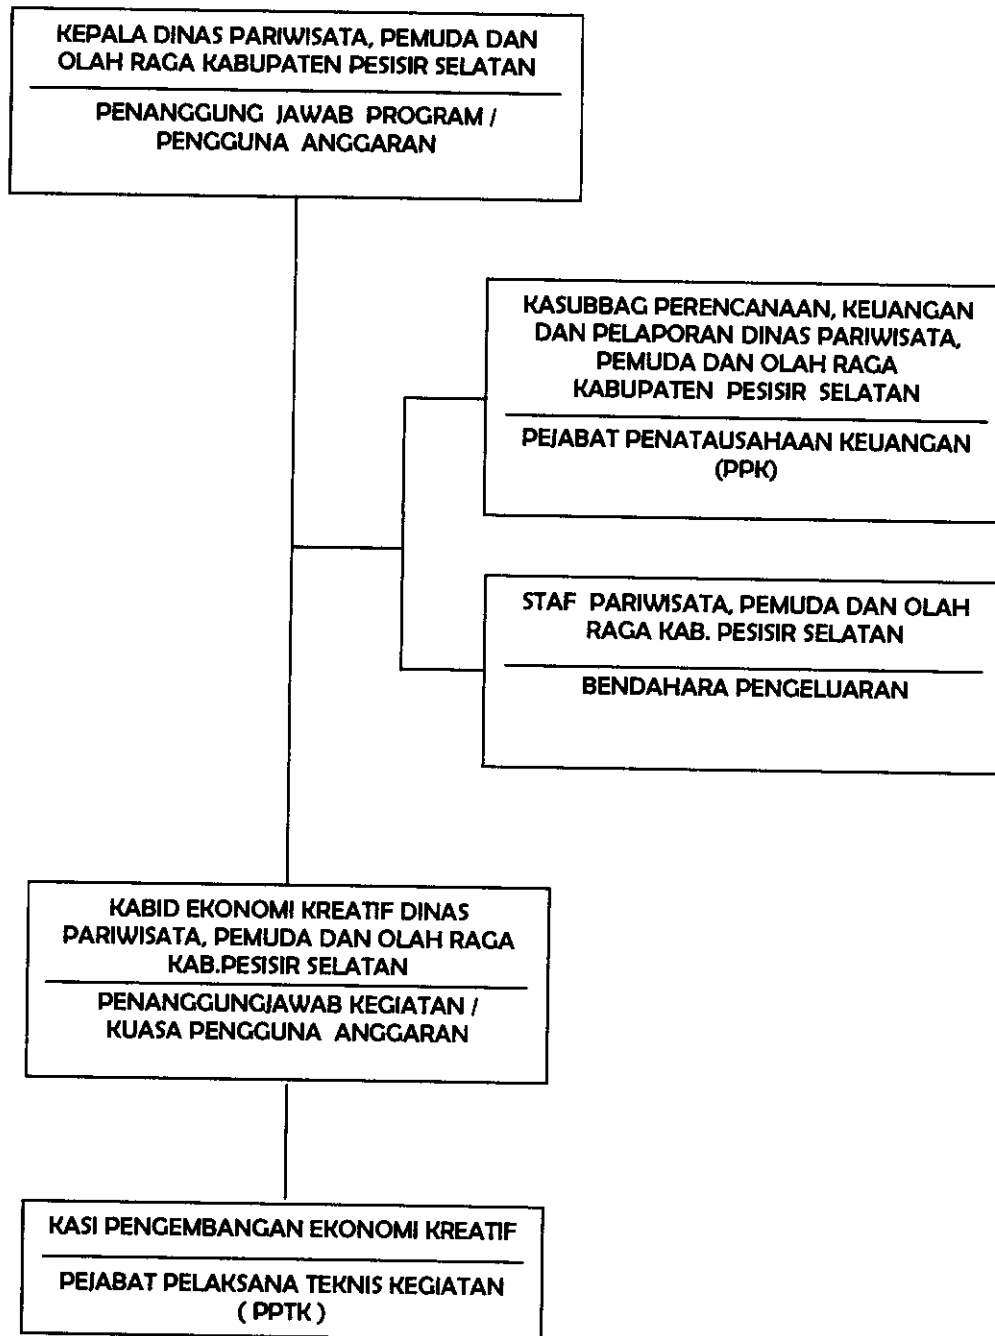 KEPALA DINAS PARIWISATA, PEMUDA DAN
OLAH RAGA KABUPATEN PESISIR SELATAN
PENANGGUNG JAWAB PROGRAM /
PENGGUNA ANGGARAN
KASUBBAG PERENCANAAN, KEUANGAN
DAN PELAPORAN DINAS PARIWISATA,
PEMUDA DAN OLAH RAGA
KABUPATEN PESISIR SELATAN
PEJABAT PENATAUSAHAAN KEUANGAN
(PPK)
STAF PARIWISATA, PEMUDA DAN OLAH
RAGA KAB. PESISIR SELATAN
BENDAHARA PENGELUARAN
KABID EKONOMI KREATIF DINAS
PARIWISATA, PEMUDA DAN OLAH RAGA
KAB.PESISIR SELATAN
PENANGGUNGJAWAB KEGIATAN /
KUASA PENGGUNA ANGGARAN
KASI PENGEMBANGAN EKONOMI KREATIF
PEJABAT PELAKSANA TEKNIS KEGIATAN
( PPTK )